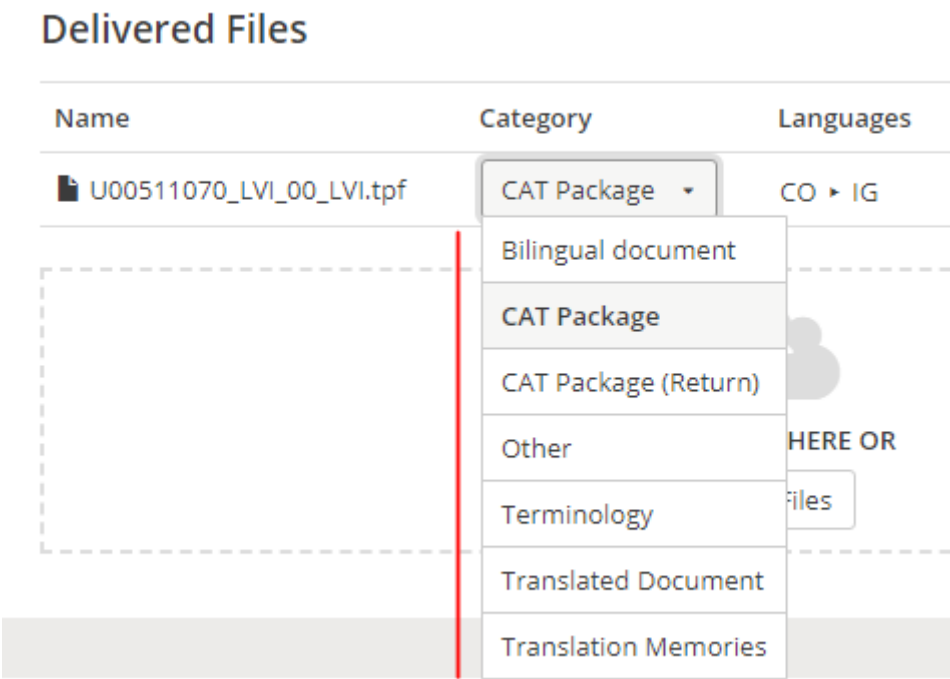 Delivered Files
Name Category Languages
U00511070_LVI_00_LVI.tpf CAT Package CO ▸ IG
Bilingual document
CAT Package
CAT Package (Return)
HERE OR
Other
Files
Terminology
Translated Document
Translation Memories